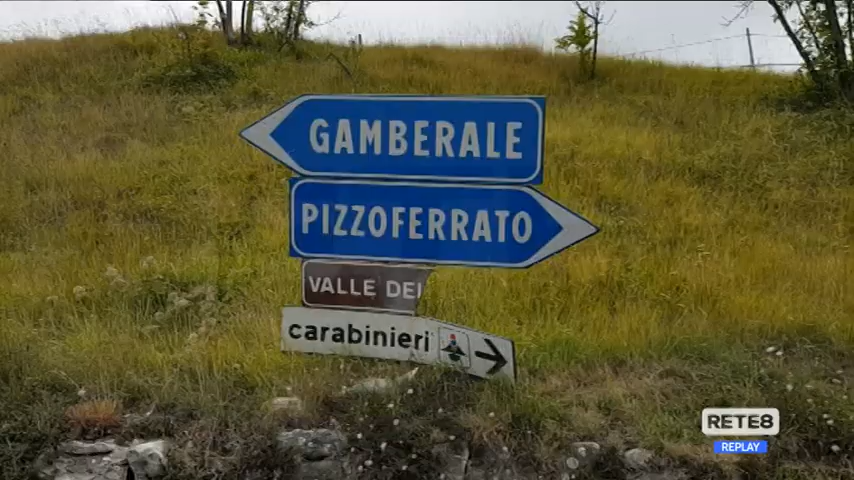 GAMBERALE
PIZZOFERRATO
VALLE DEI
carabinieri
RETE8
REPLAY